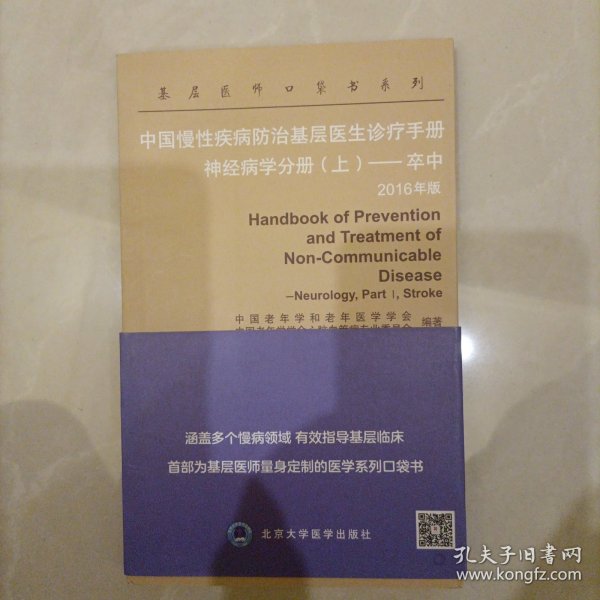 基层医师口袋书系列
中国慢性疾病防治基层医生诊疗手册
神经病学分册（上）——卒中
2016年版
Handbook of Prevention
and Treatment of
Non-Communicable
Disease
–Neurology, Part Ⅰ, Stroke
中国老年学和老年医学学会
编著
涵盖多个慢病领域 有效指导基层临床
首部为基层医师量身定制的医学系列口袋书
北京大学医学出版社
孔夫子旧书网
www.kongfz.com